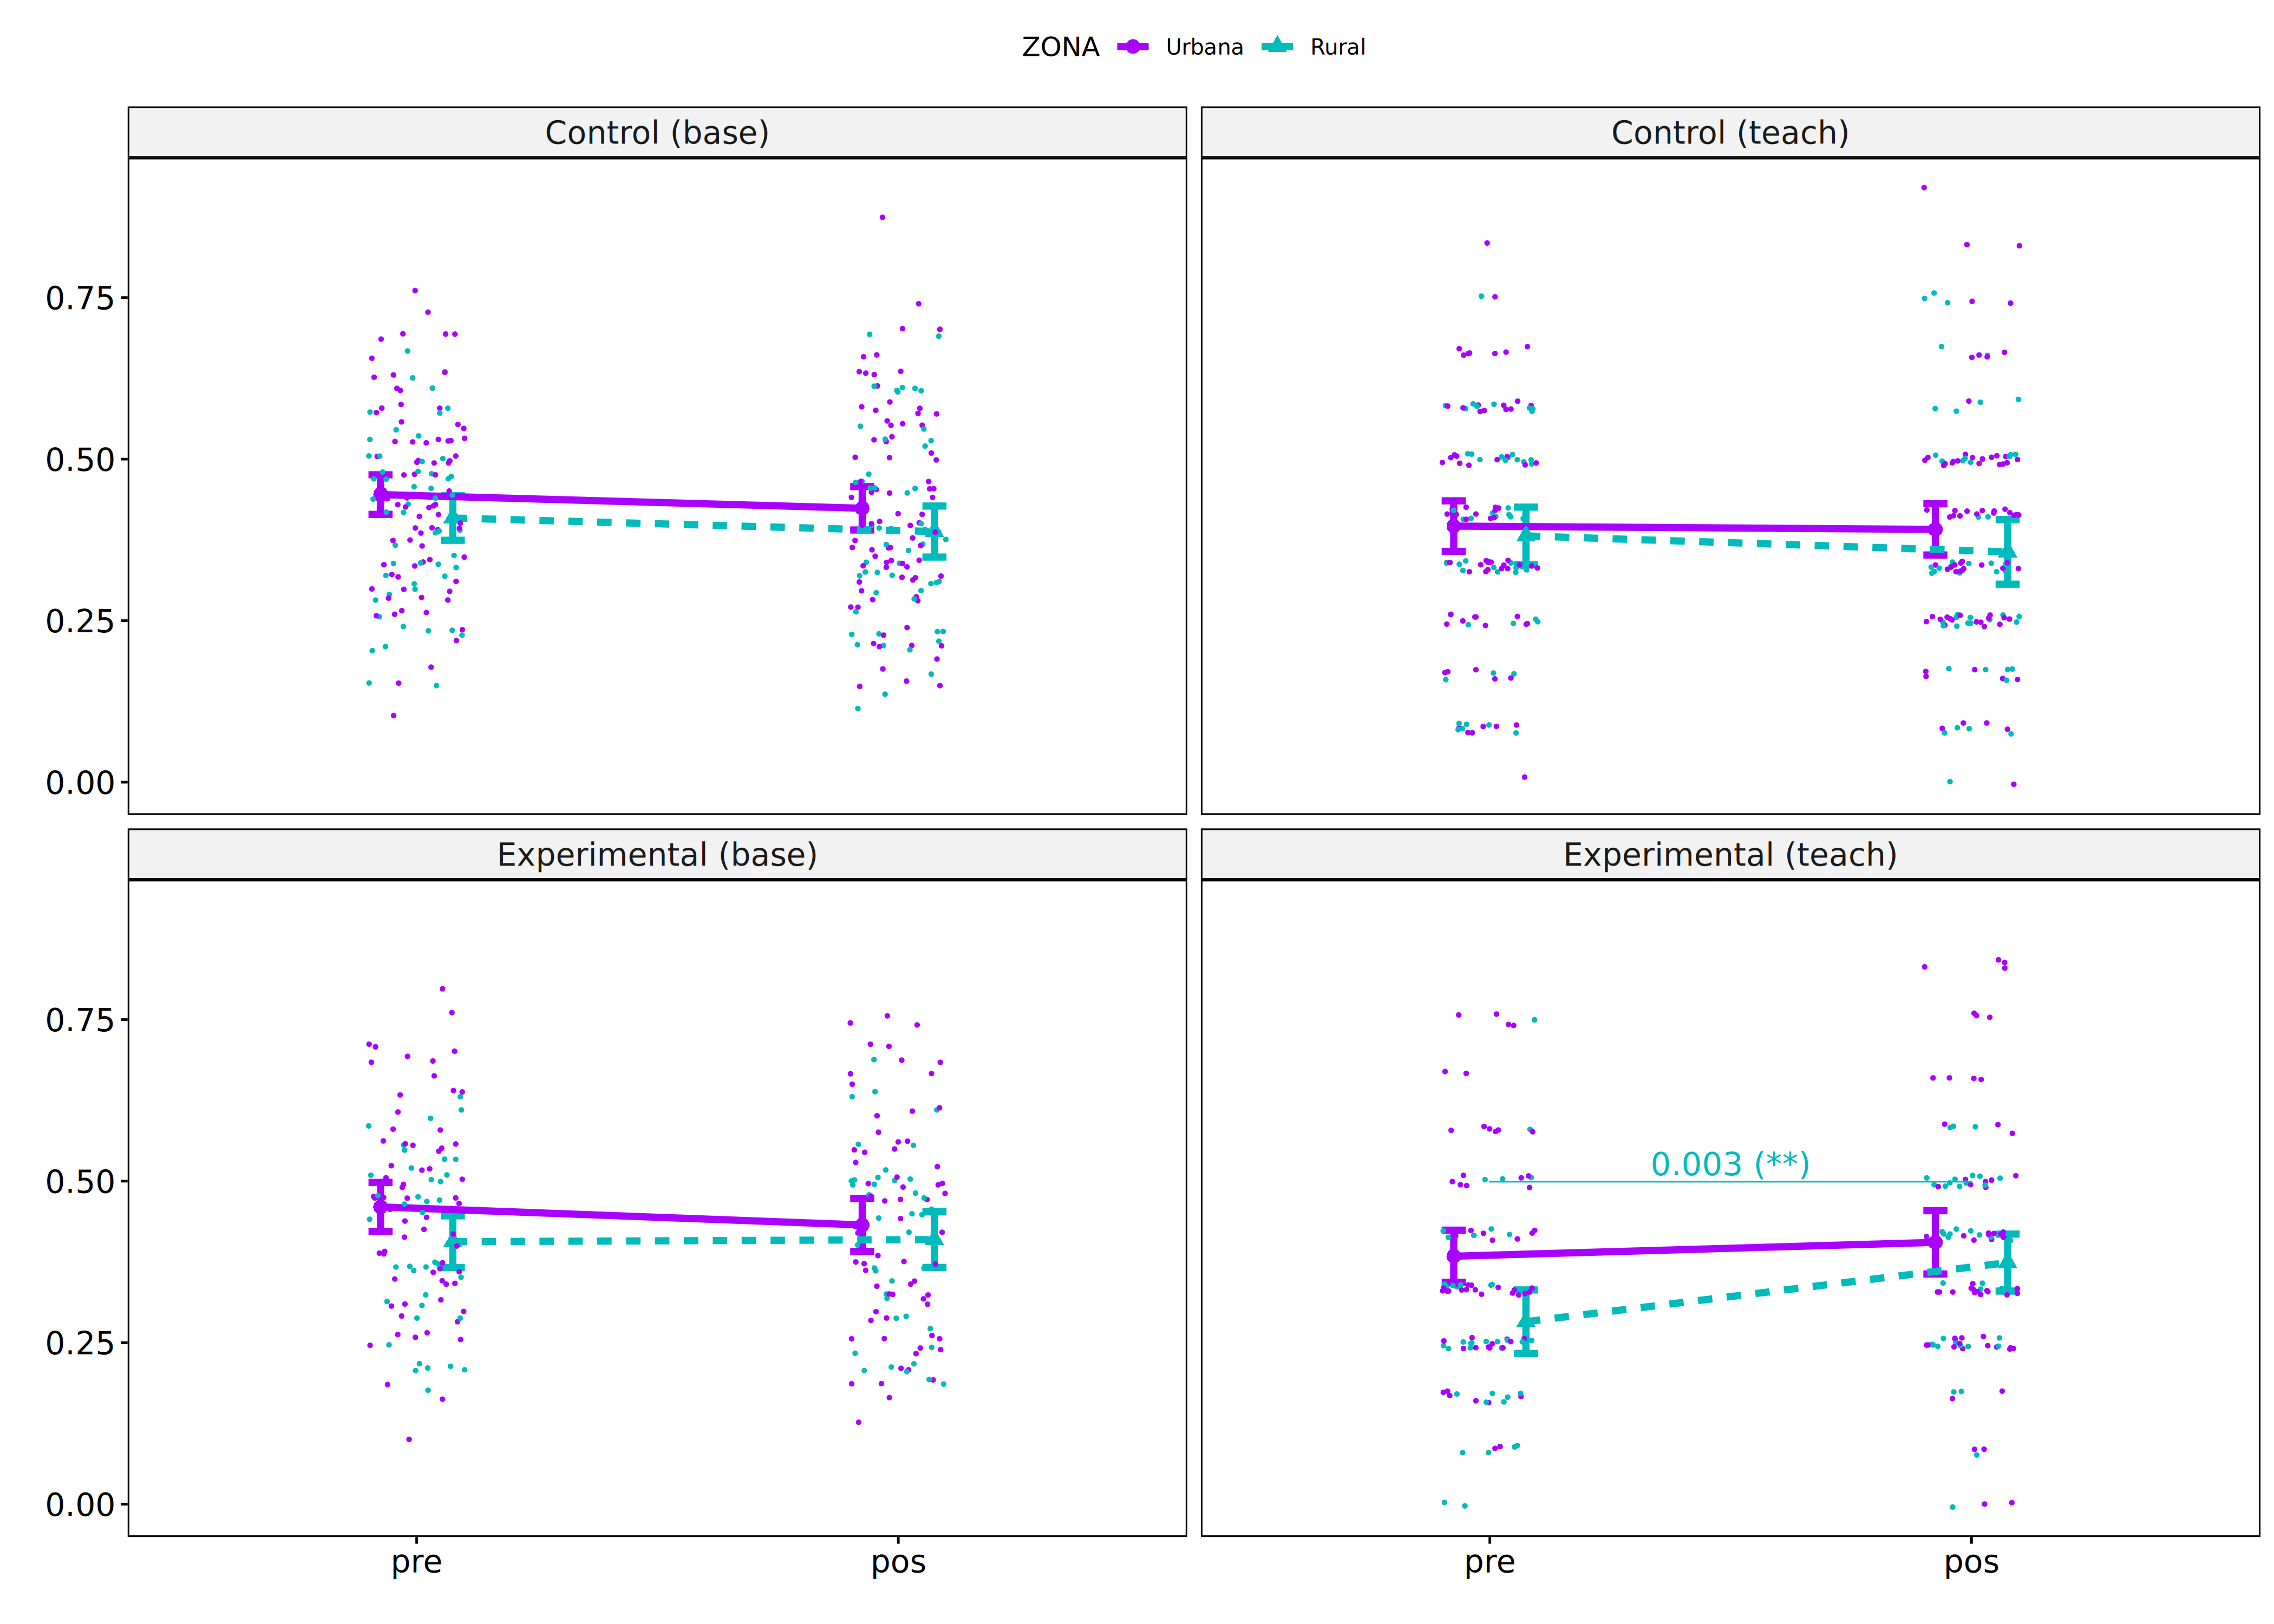 ZONA Urbana Rural
Control (base) Control (teach)
0.75
0.50
0.25
0.00
Experimental (base) Experimental (teach)
0.75
0.50
0.003 (**)
0.25
0.00
pre pos pre pos